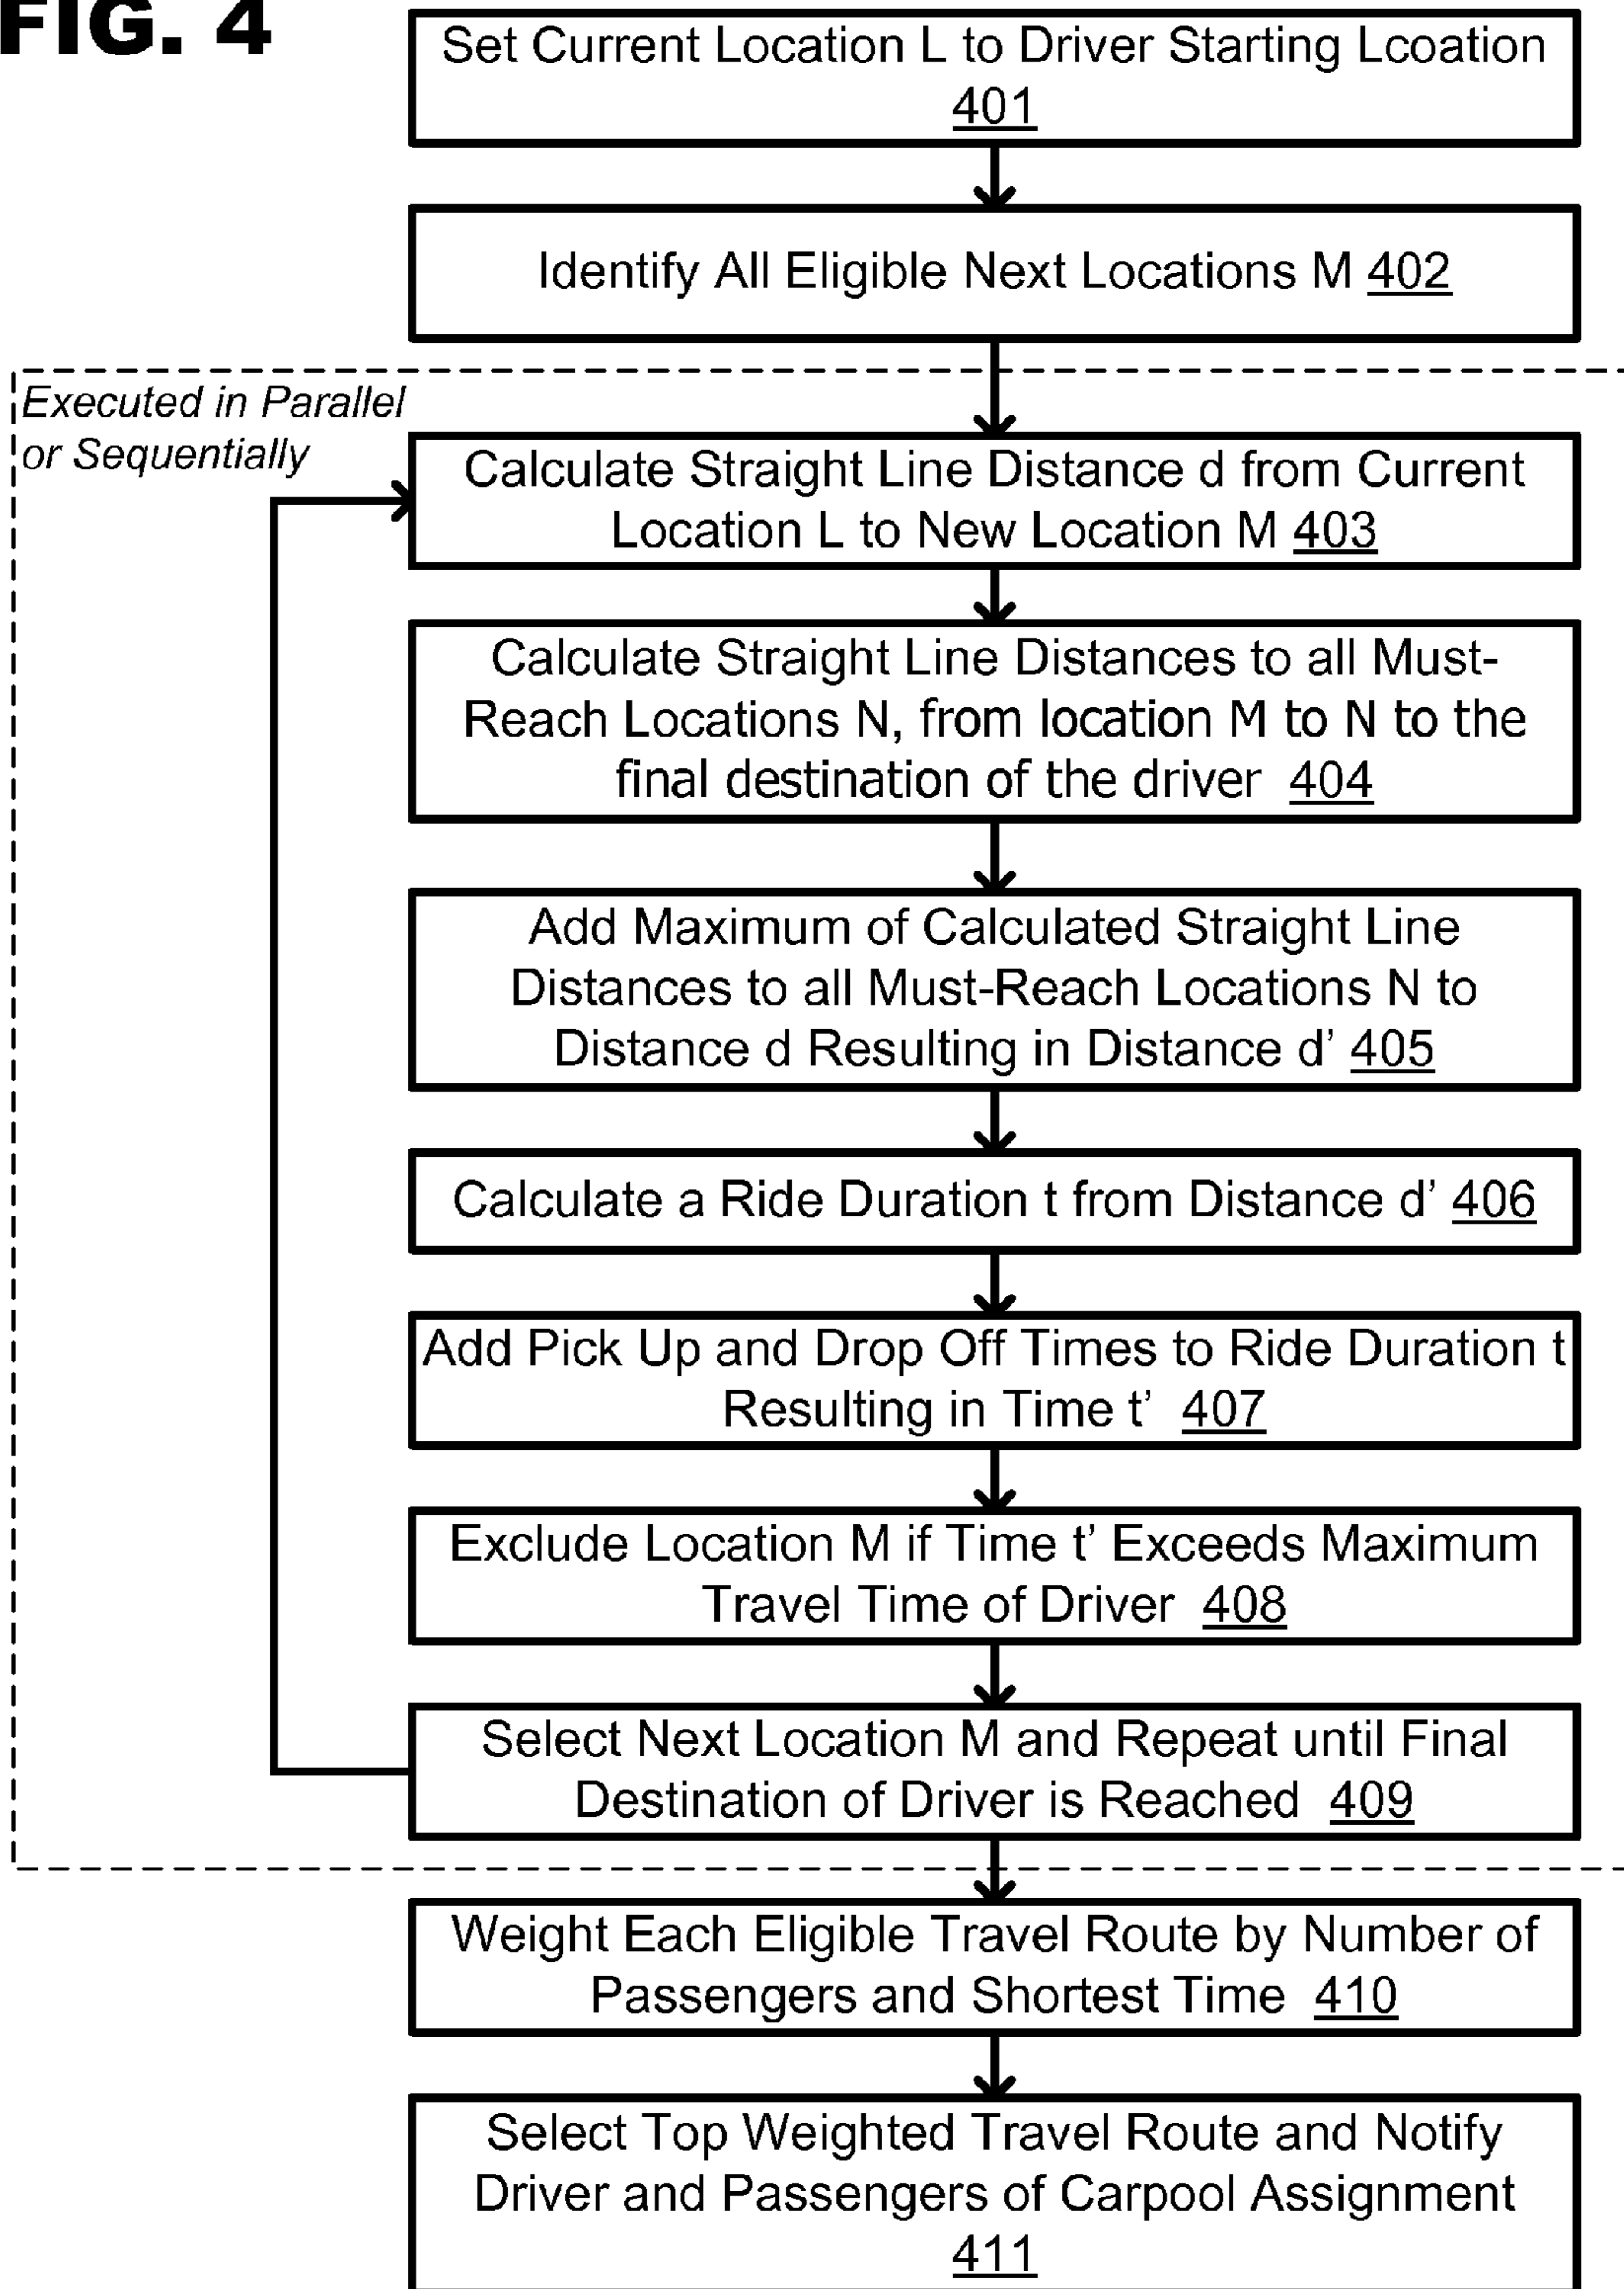 FIG. 4
Set Current Location L to Driver Starting Lcoation
401
Identify All Eligible Next Locations M 402
Executed in Parallel
or Sequentially
Calculate Straight Line Distance d from Current
Location L to New Location M 403
Calculate Straight Line Distances to all Must-
Reach Locations N, from location M to N to the
final destination of the driver 404
Add Maximum of Calculated Straight Line
Distances to all Must-Reach Locations N to
Distance d Resulting in Distance d’ 405
Calculate a Ride Duration t from Distance d’ 406
Add Pick Up and Drop Off Times to Ride Duration t
Resulting in Time t’ 407
Exclude Location M if Time t’ Exceeds Maximum
Travel Time of Driver 408
Select Next Location M and Repeat until Final
Destination of Driver is Reached 409
Weight Each Eligible Travel Route by Number of
Passengers and Shortest Time 410
Select Top Weighted Travel Route and Notify
Driver and Passengers of Carpool Assignment
411